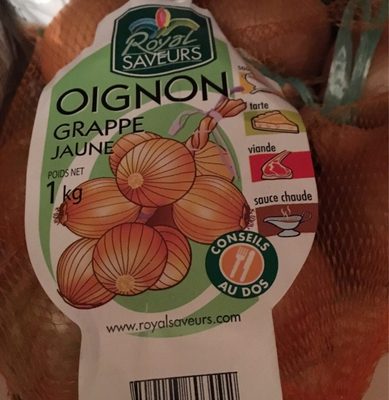 Royal
SAVEURS
OIGNON
GRAPPE
JAUNE
POIDS NET
1 kg
tarte
viande
sauce chaude
CONSEILS
AU DOS
www.royalsaveurs.com